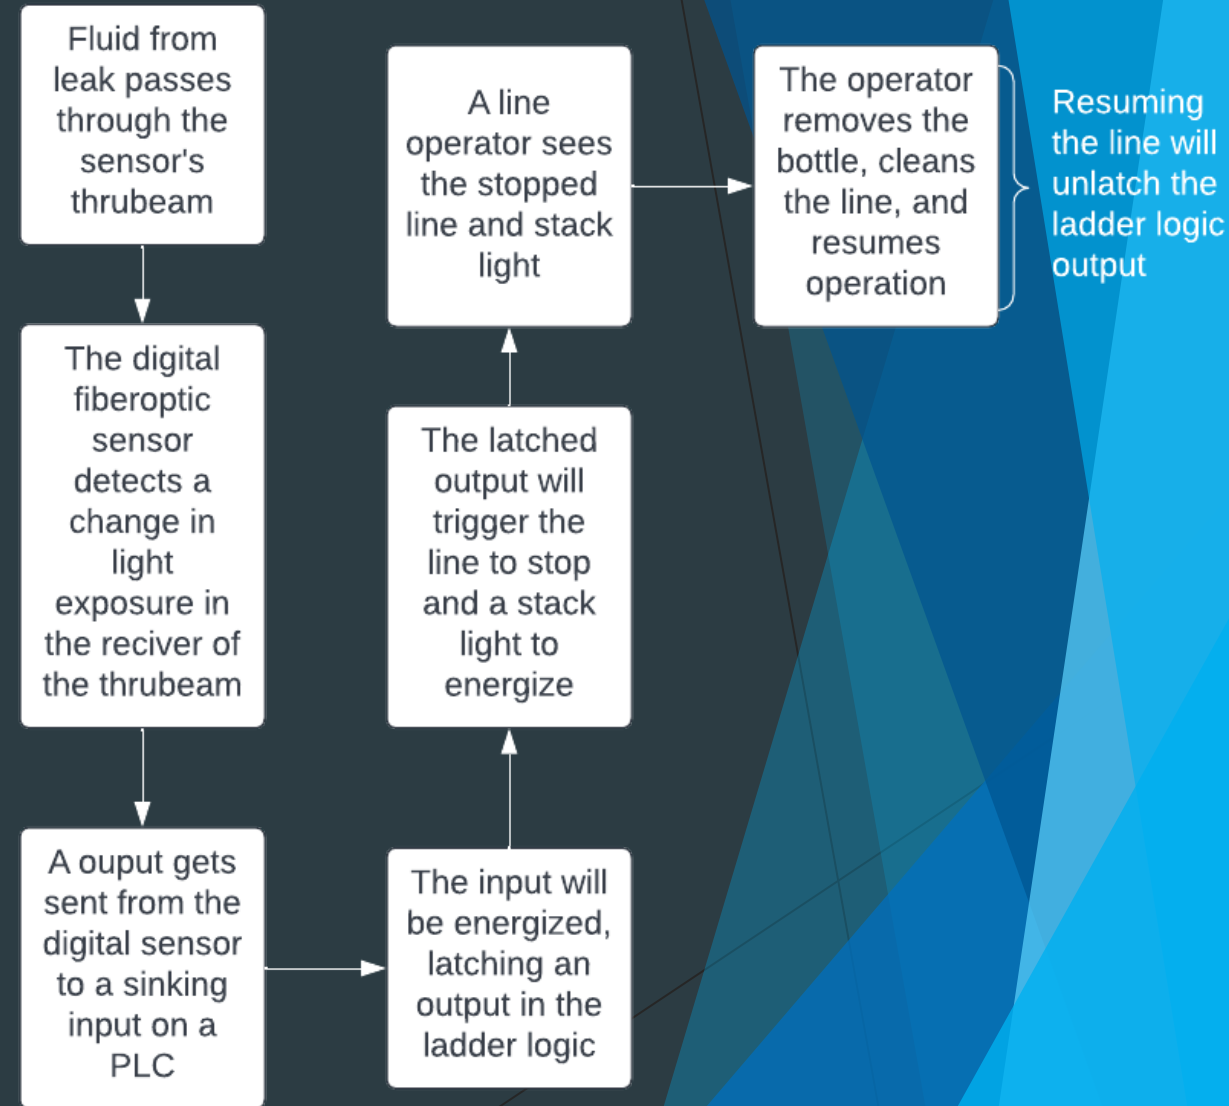 Fluid from
leak passes
through the
sensor's
thrubeam
The digital
fiberoptic
sensor
detects a
change in
light
exposure in
the reciver of
the thrubeam
A ouput gets
sent from the
digital sensor
to a sinking
input on a
PLC
The input will
be energized,
latching an
output in the
ladder logic
The latched
output will
trigger the
line to stop
and a stack
light to
energize
A line
operator sees
the stopped
line and stack
light
The operator
removes the
bottle, cleans
the line, and
resumes
operation
Resuming
the line will
unlatch the
ladder logic
output